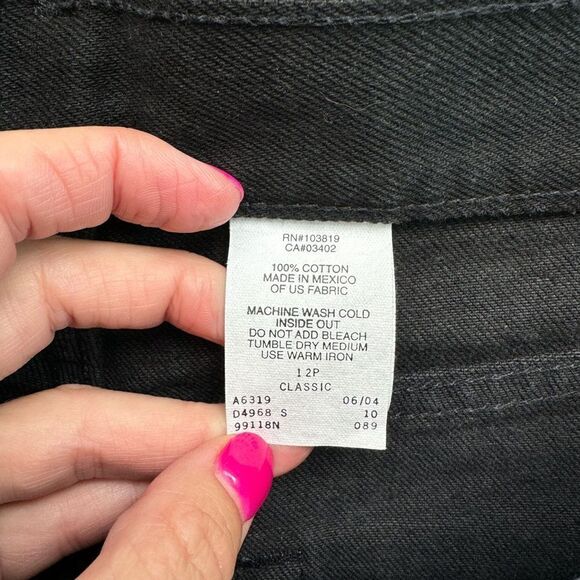 RN#103819
CA#03402
100% COTTON
MADE IN MEXICO
OF US FABRIC
MACHINE WASH COLD
INSIDE OUT
DO NOT ADD BLEACH
TUMBLE DRY MEDIUM
USE WARM IRON
12P
CLASSIC
A6319 06/04
D4968 S 10
99118N 089